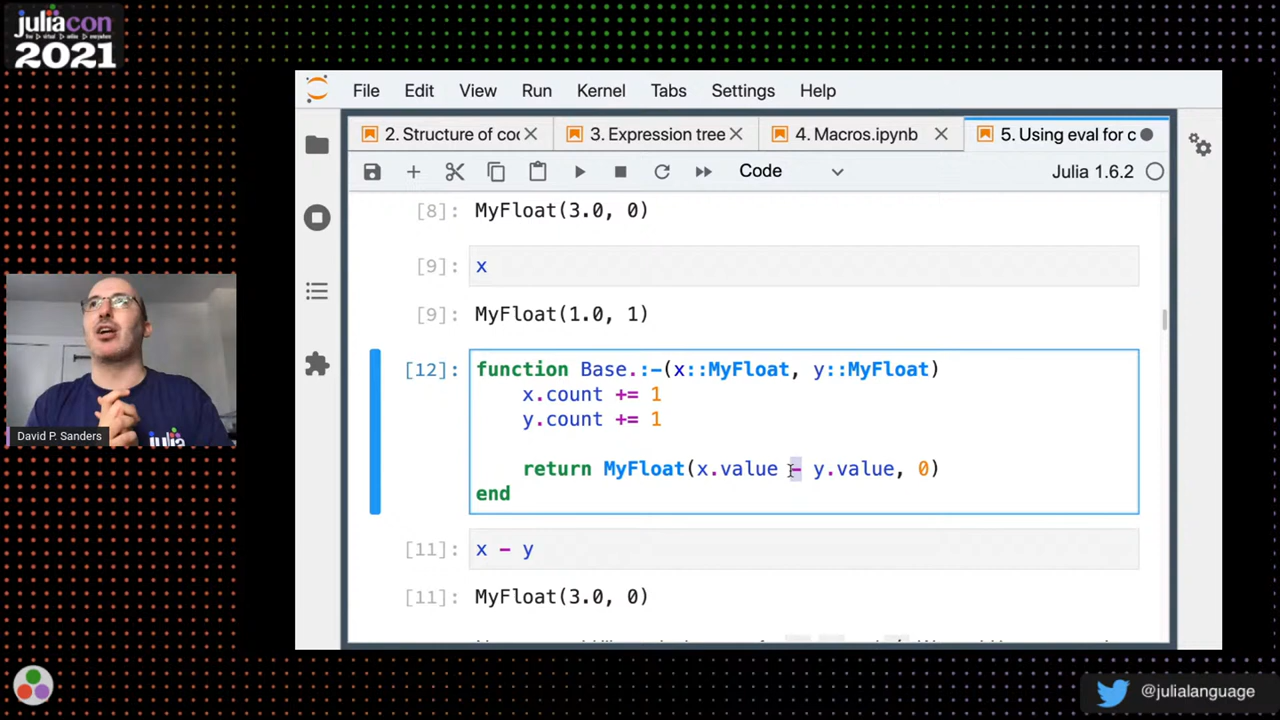 juliacon
2021
File Edit View Run Kernel Tabs Settings Help
2. Structure of coc
3. Expression tree
4. Macros.ipynb
5. Using eval for c
Code
Julia 1.6.2
[8]: MyFloat(3.0, 0)
[9]: x
[9]: MyFloat(1.0, 1)
[12]: function Base.:-(x::MyFloat, y::MyFloat)
x.count += 1
y.count += 1
return MyFloat(x.value - y.value, 0)
end
[11]: x - y
[11]: MyFloat(3.0, 0)
David P. Sanders
julia
@julialanguage